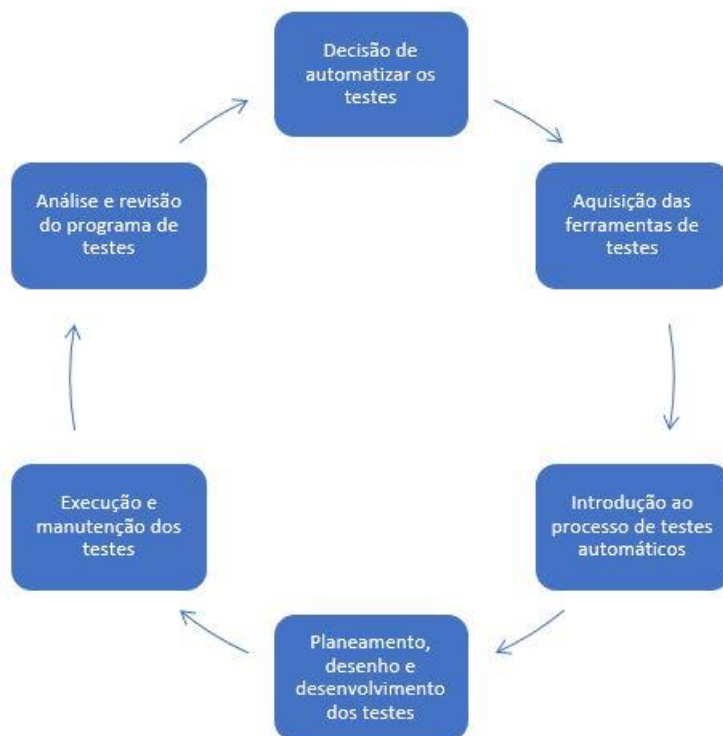 Decisão de
automatizar os
testes
Aquisição das
ferramentas de
testes
Introdução ao
processo de testes
automáticos
Planeamento,
desenho e
desenvolvimento
dos testes
Execução e
manutenção dos
testes
Análise e revisão
do programa de
testes